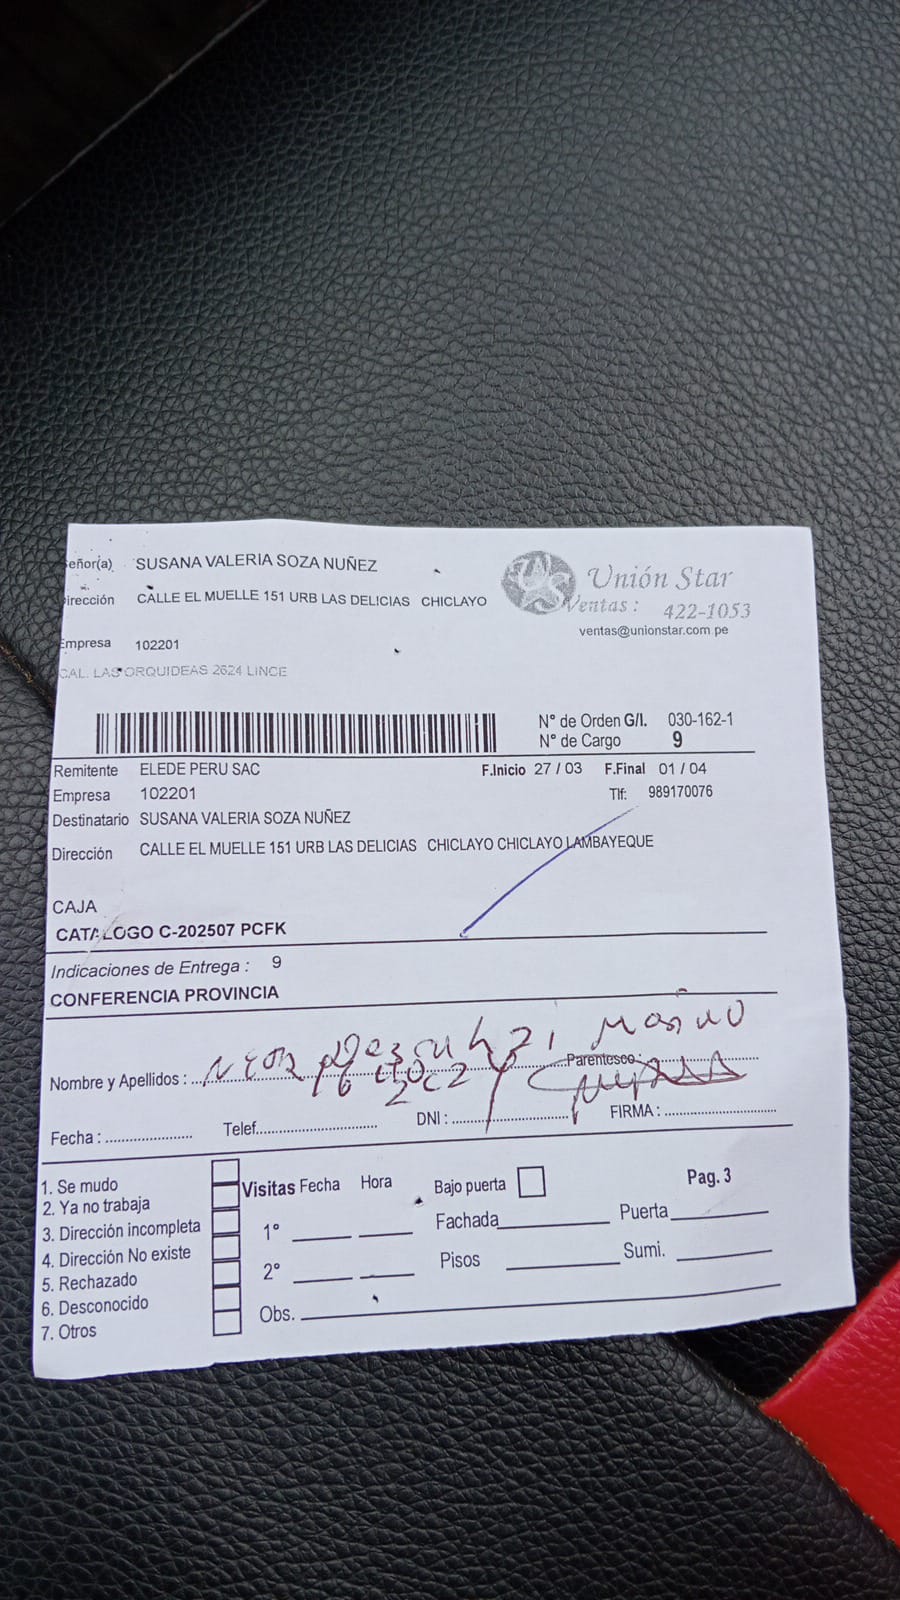 eñor(a) SUSANA VALERIA SOZA NUÑEZ
irección CALLE EL MUELLE 151 URB LAS DELICIAS CHICLAYO
Unión Star
Ventas : 422-1053
ventas@unionstar.com pe
Empresa 102201
CAL. LAS ORQUIDEAS 2624 LINCE
N° de Orden G/I. 030-162-1
N° de Cargo 9
Remitente ELEDE PERU SAC F.Inicio 27 / 03 F.Final 01 / 04
Empresa 102201 Tlf: 989170076
Destinatario SUSANA VALERIA SOZA NUÑEZ
Dirección CALLE EL MUELLE 151 URB LAS DELICIAS CHICLAYO CHICLAYO LAMBAYEQUE
CAJA
CATALOGO C-202507 PCFK
Indicaciones de Entrega : 9
CONFERENCIA PROVINCIA
Nombre y Apellidos : Parentesco :
Fecha : Telef. DNI : FIRMA :
1. Se mudo
2. Ya no trabaja
3. Dirección incompleta
4. Dirección No existe
5. Rechazado
6. Desconocido
7. Otros
Visitas Fecha Hora Bajo puerta Pag. 3
1° Fachada Puerta
2° Pisos Sumi.
Obs.